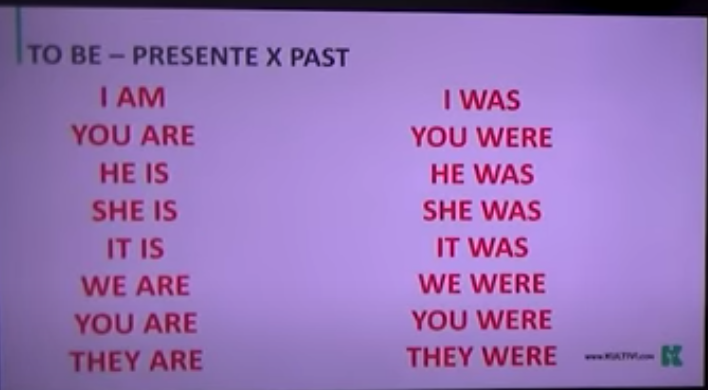 TO BE – PRESENTE X PAST
I AM
YOU ARE
HE IS
SHE IS
IT IS
WE ARE
YOU ARE
THEY ARE
I WAS
YOU WERE
HE WAS
SHE WAS
IT WAS
WE WERE
YOU WERE
THEY WERE
www.KULTIVI.com